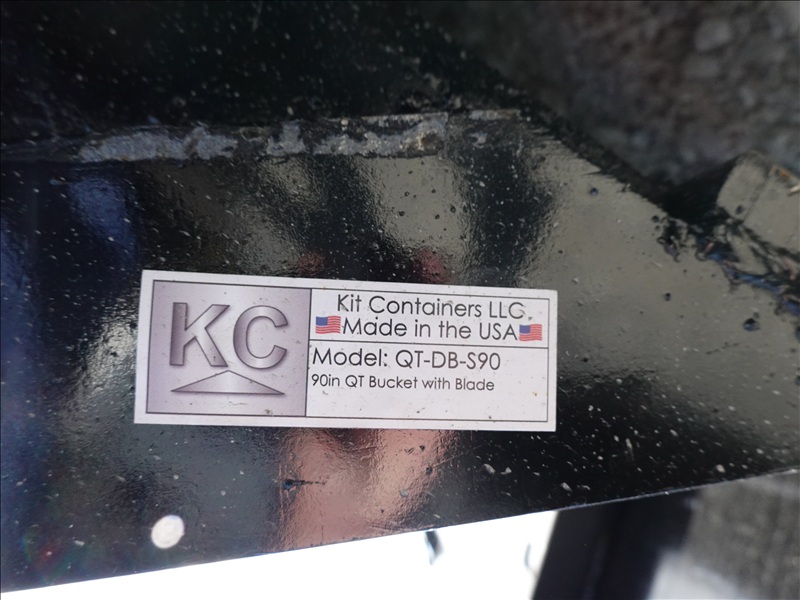 KC
Kit Containers LLC.
Made in the USA
Model: QT-DB-S90
90in QT Bucket with Blade